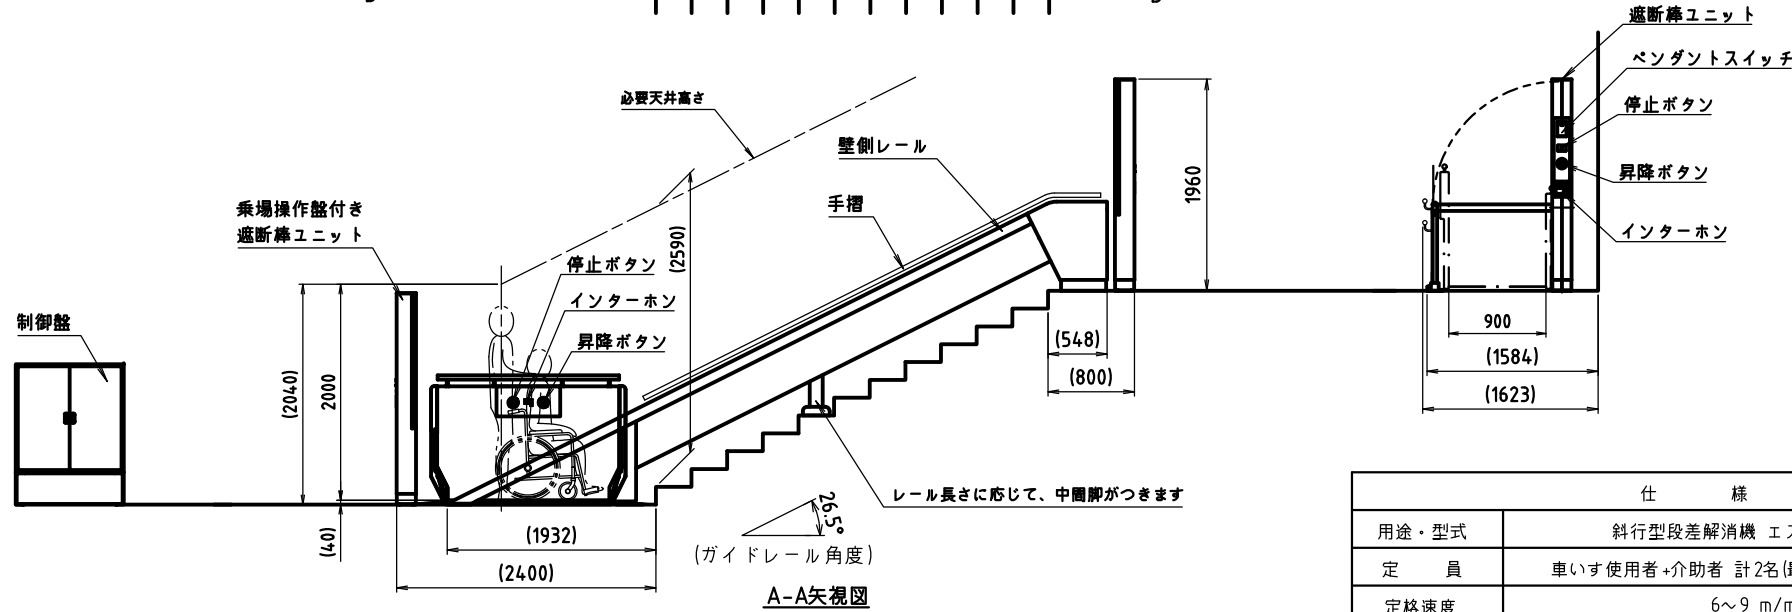 遮断棒ユニット
ペンダントスイッチ
必要天井高さ
停止ボタン
壁側レール
1960
昇降ボタン
手摺
乗場操作盤付き
遮断棒ユニット
(2590)
インターホン
停止ボタン
インターホン
制御盤
昇降ボタン
900
(548)
(1584)
(800)
(1623)
(2040)
2000
レール長さに応じて、中間脚がつきます
26.5°
(40)
(1932)
(ガイドレール角度)
(2400)
A-A矢視図
仕 様
用途・型式 斜行型段差解消機
定 員 車いす使用者+介助者 計2名
定格速度 6〜9